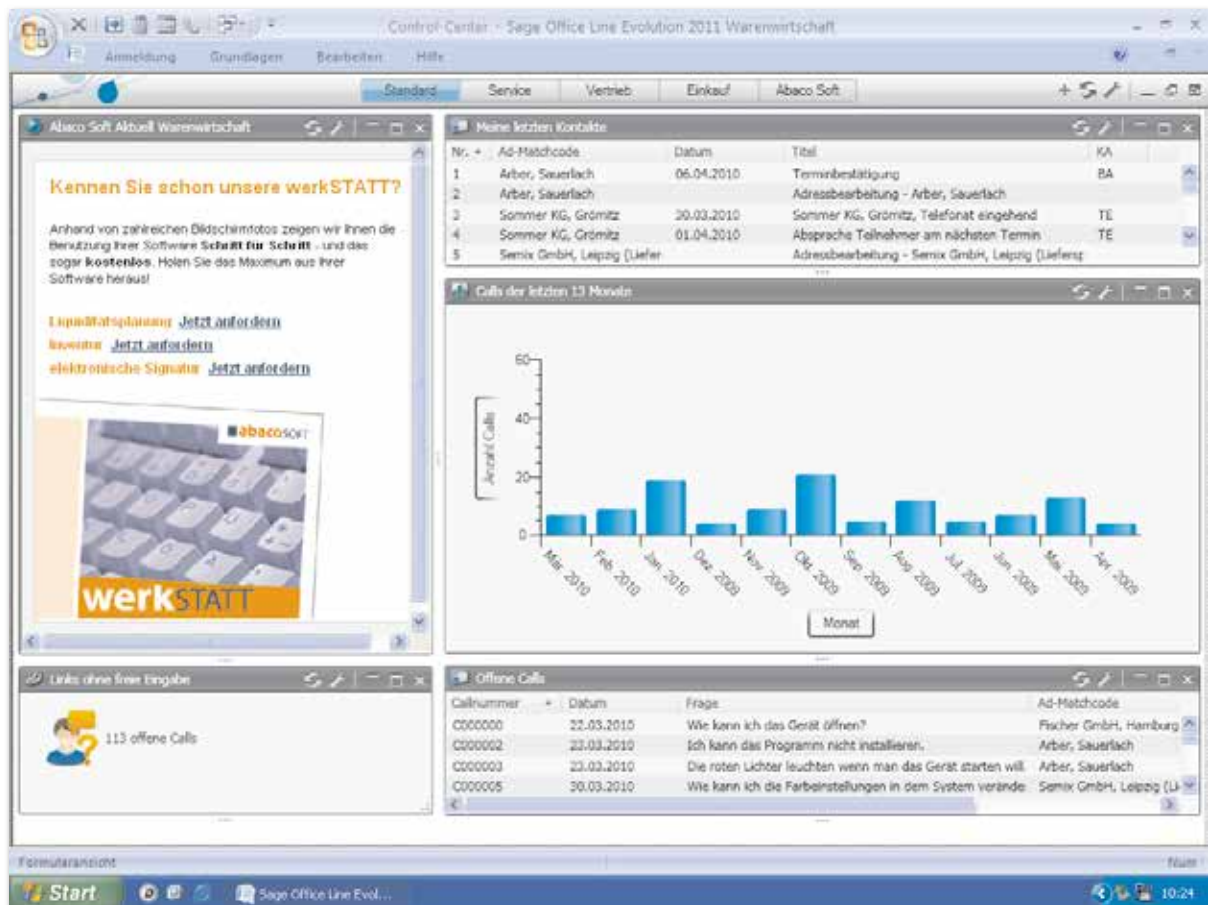 Control-Center - Sage Office Line Evolution 2011 Warenwirtschaft
Anmeldung Grundlagen Bearbeiten Hilfe
Standard Service Vertrieb Einkauf Abaco Soft
Abaco Soft Aktuell Warenwirtschaft
Kennen Sie schon unsere werkSTATT?
Anhand von zahlreichen Bildschirmfotos zeigen wir Ihnen die
Benutzung Ihrer Software Schritt für Schritt - und das
sogar kostenlos. Holen Sie das Maximum aus Ihrer
Software heraus!
Liquiditätsplanung Jetzt anfordern
Inventur Jetzt anfordern
elektronische Signatur Jetzt anfordern
abacosoft
werkSTATT
Links ohne freie Eingabe
113 offene Calls
Meine letzten Kontakte
Nr. Ad-Matchcode Datum Titel KA
1 Arber, Sauerlach 06.04.2010 Terminbestätigung BA
2 Arber, Sauerlach Adressbearbeitung - Arber, Sauerlach
3 Sommer KG, Grömitz 30.03.2010 Sommer KG, Grömitz, Telefonat eingehend TE
4 Sommer KG, Grömitz 01.04.2010 Absprache Teilnehmer am nächsten Termin TE
5 Semix GmbH, Leipzig (Liefer Adressbearbeitung - Semix GmbH, Leipzig (Liefersp
Calls der letzten 13 Monate
60
40
20
0
Anzahl Calls
Mär. 2010
Feb. 2010
Jan. 2010
Dez. 2009
Nov. 2009
Okt. 2009
Sep. 2009
Aug. 2009
Jul. 2009
Jun. 2009
Mai. 2009
Apr. 2009
Monat
Offene Calls
Callnummer Datum Frage Ad-Matchcode
C000000 22.03.2010 Wie kann ich das Gerät öffnen? Fischer GmbH, Hamburg
C000002 23.03.2010 Ich kann das Programm nicht installieren. Arber, Sauerlach
C000003 23.03.2010 Die roten Lichter leuchten wenn man das Gerät starten will. Arber, Sauerlach
C000005 30.03.2010 Wie kann ich die Farbeinstellungen in dem System verände Semix GmbH, Leipzig (Li
Formularansicht Num
Start Sage Office Line Evol... 10:24